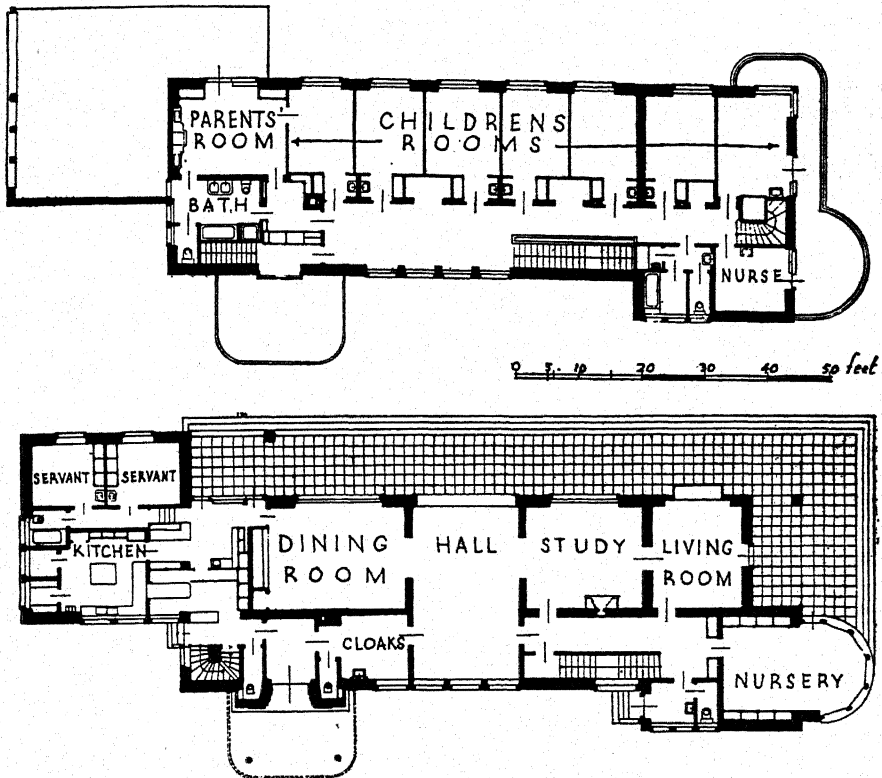 PARENTS'
ROOM
CHILDRENS
ROOMS
BATH
NURSE
0 5. 10 20 30 40 50 feet
SERVANT SERVANT
KITCHEN
DINING
ROOM
HALL
STUDY
LIVING
ROOM
CLOAKS
NURSERY